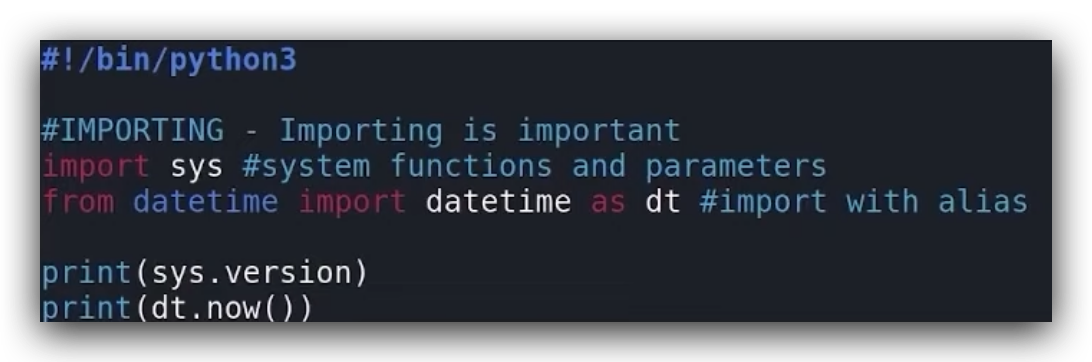 #!/bin/python3
#IMPORTING - Importing is important
import sys #system functions and parameters
from datetime import datetime as dt #import with alias
print(sys.version)
print(dt.now())